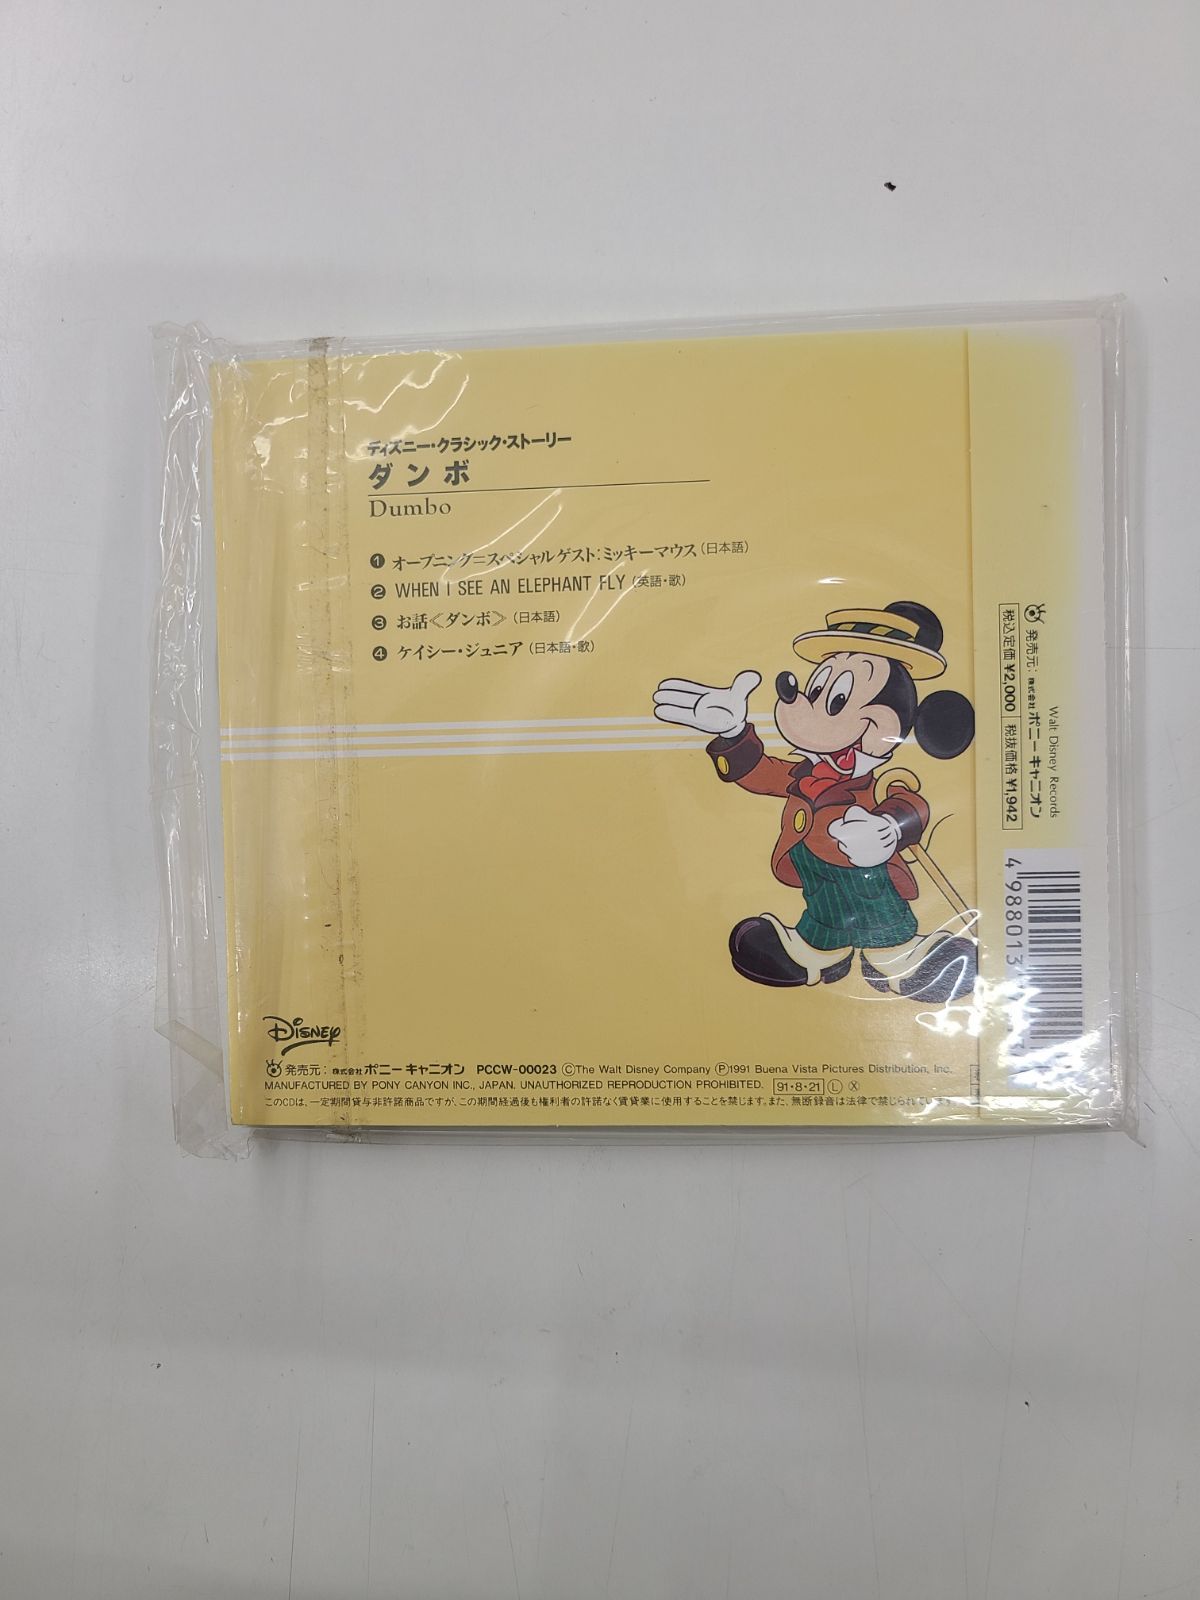 ディズニー・クラシック・ストーリー
ダンボ
Dumbo
❶ オープニング＝スペシャルゲスト：ミッキーマウス（日本語）
❷ WHEN I SEE AN ELEPHANT FLY（英語・歌）
❸ お話《ダンボ》（日本語）
❹ ケイシー・ジュニア（日本語・歌）
Disney
発売元：株式会社ポニーキャニオン PCCW-00023 ⒸThe Walt Disney Company Ⓟ1991 Buena Vista Pictures Distribution, Inc.
MANUFACTURED BY PONY CANYON INC., JAPAN. UNAUTHORIZED REPRODUCTION PROHIBITED. 91・8・21 Ⓛ Ⓧ
このCDは、一定期間貸与非許諾商品ですが、この期間経過後も権利者の許諾なく賃貸業に使用することを禁じます。また、無断録音は法律で禁じられています。
Walt Disney Records
発売元：株式会社ポニーキャニオン
税込定価¥2,000 税抜価格¥1,942
4 988013